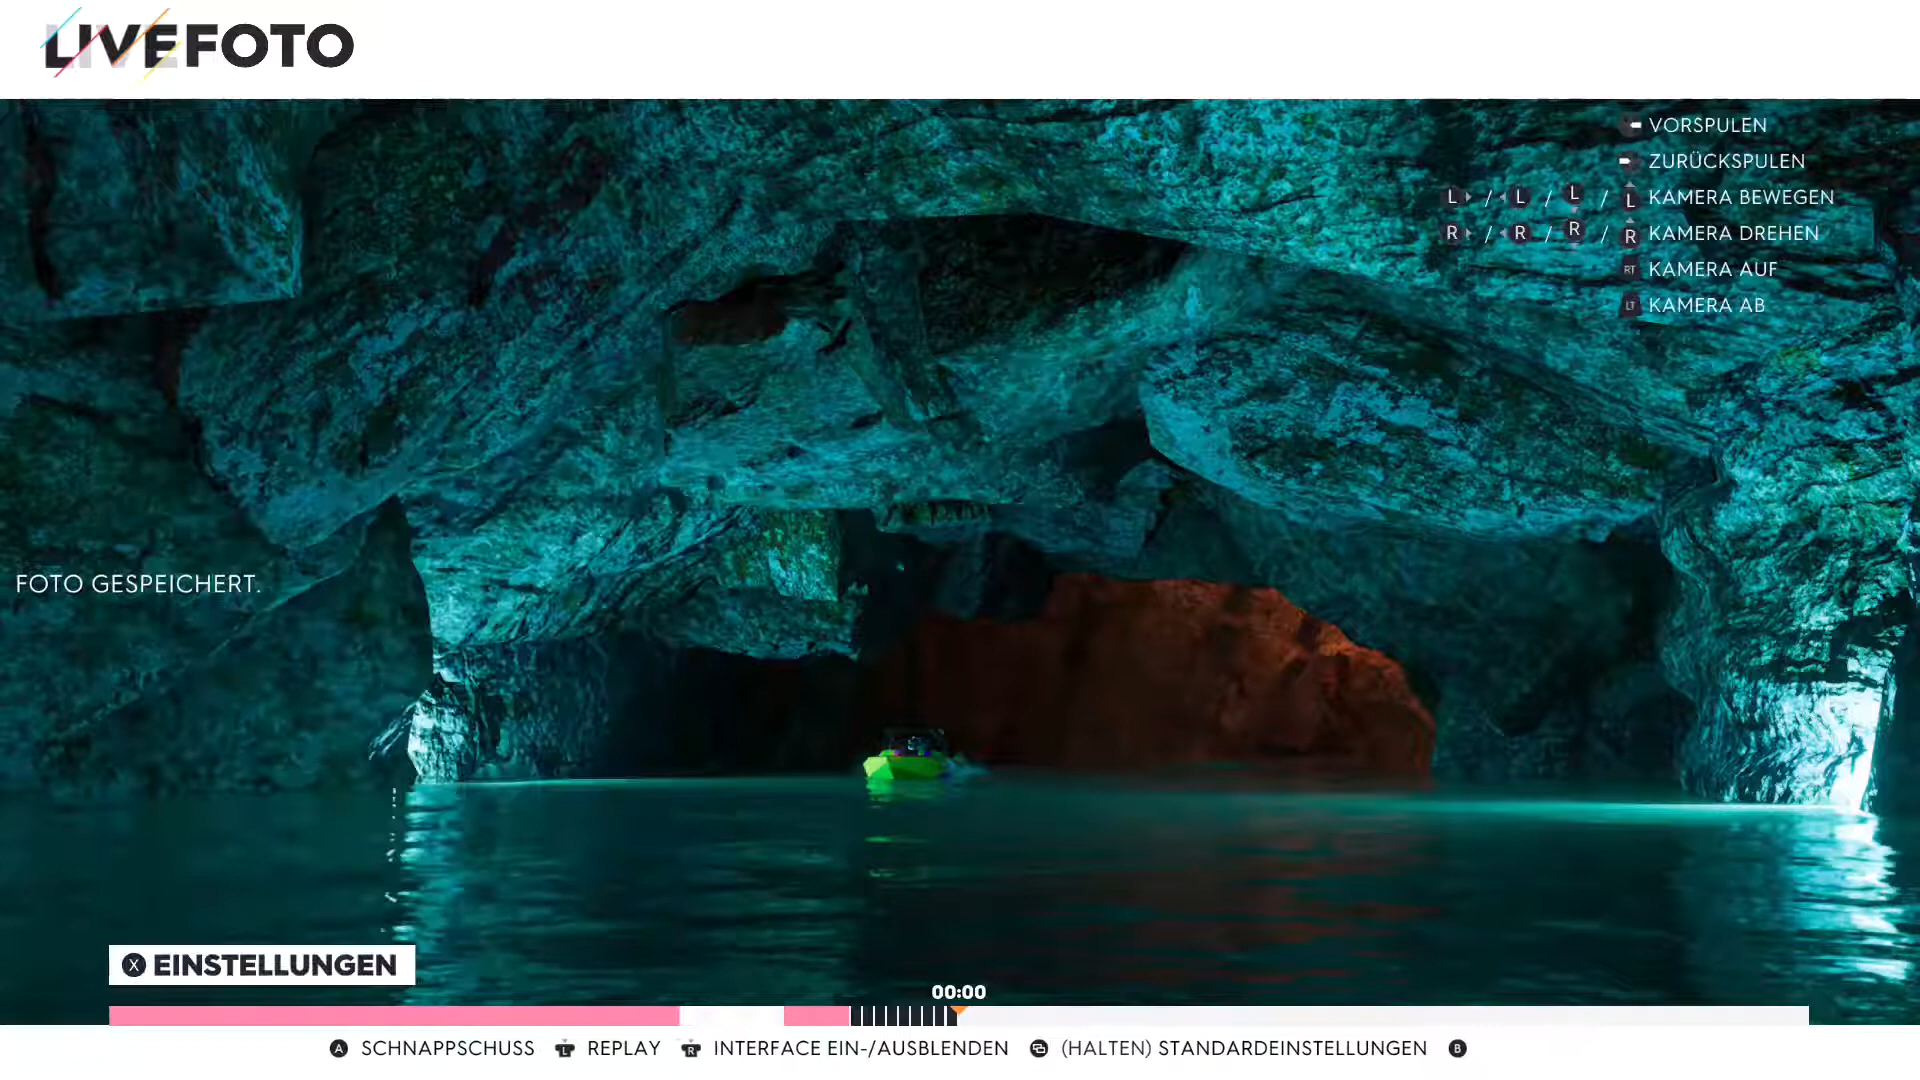 LIVEFOTO
VORSPULEN
ZURÜCKSPULEN
L / L / L / L KAMERA BEWEGEN
R / R / R / R KAMERA DREHEN
RT KAMERA AUF
LT KAMERA AB
FOTO GESPEICHERT.
X EINSTELLUNGEN
00:00
A SCHNAPPSCHUSS L REPLAY R INTERFACE EIN-/AUSBLENDEN (HALTEN) STANDARDEINSTELLUNGEN B